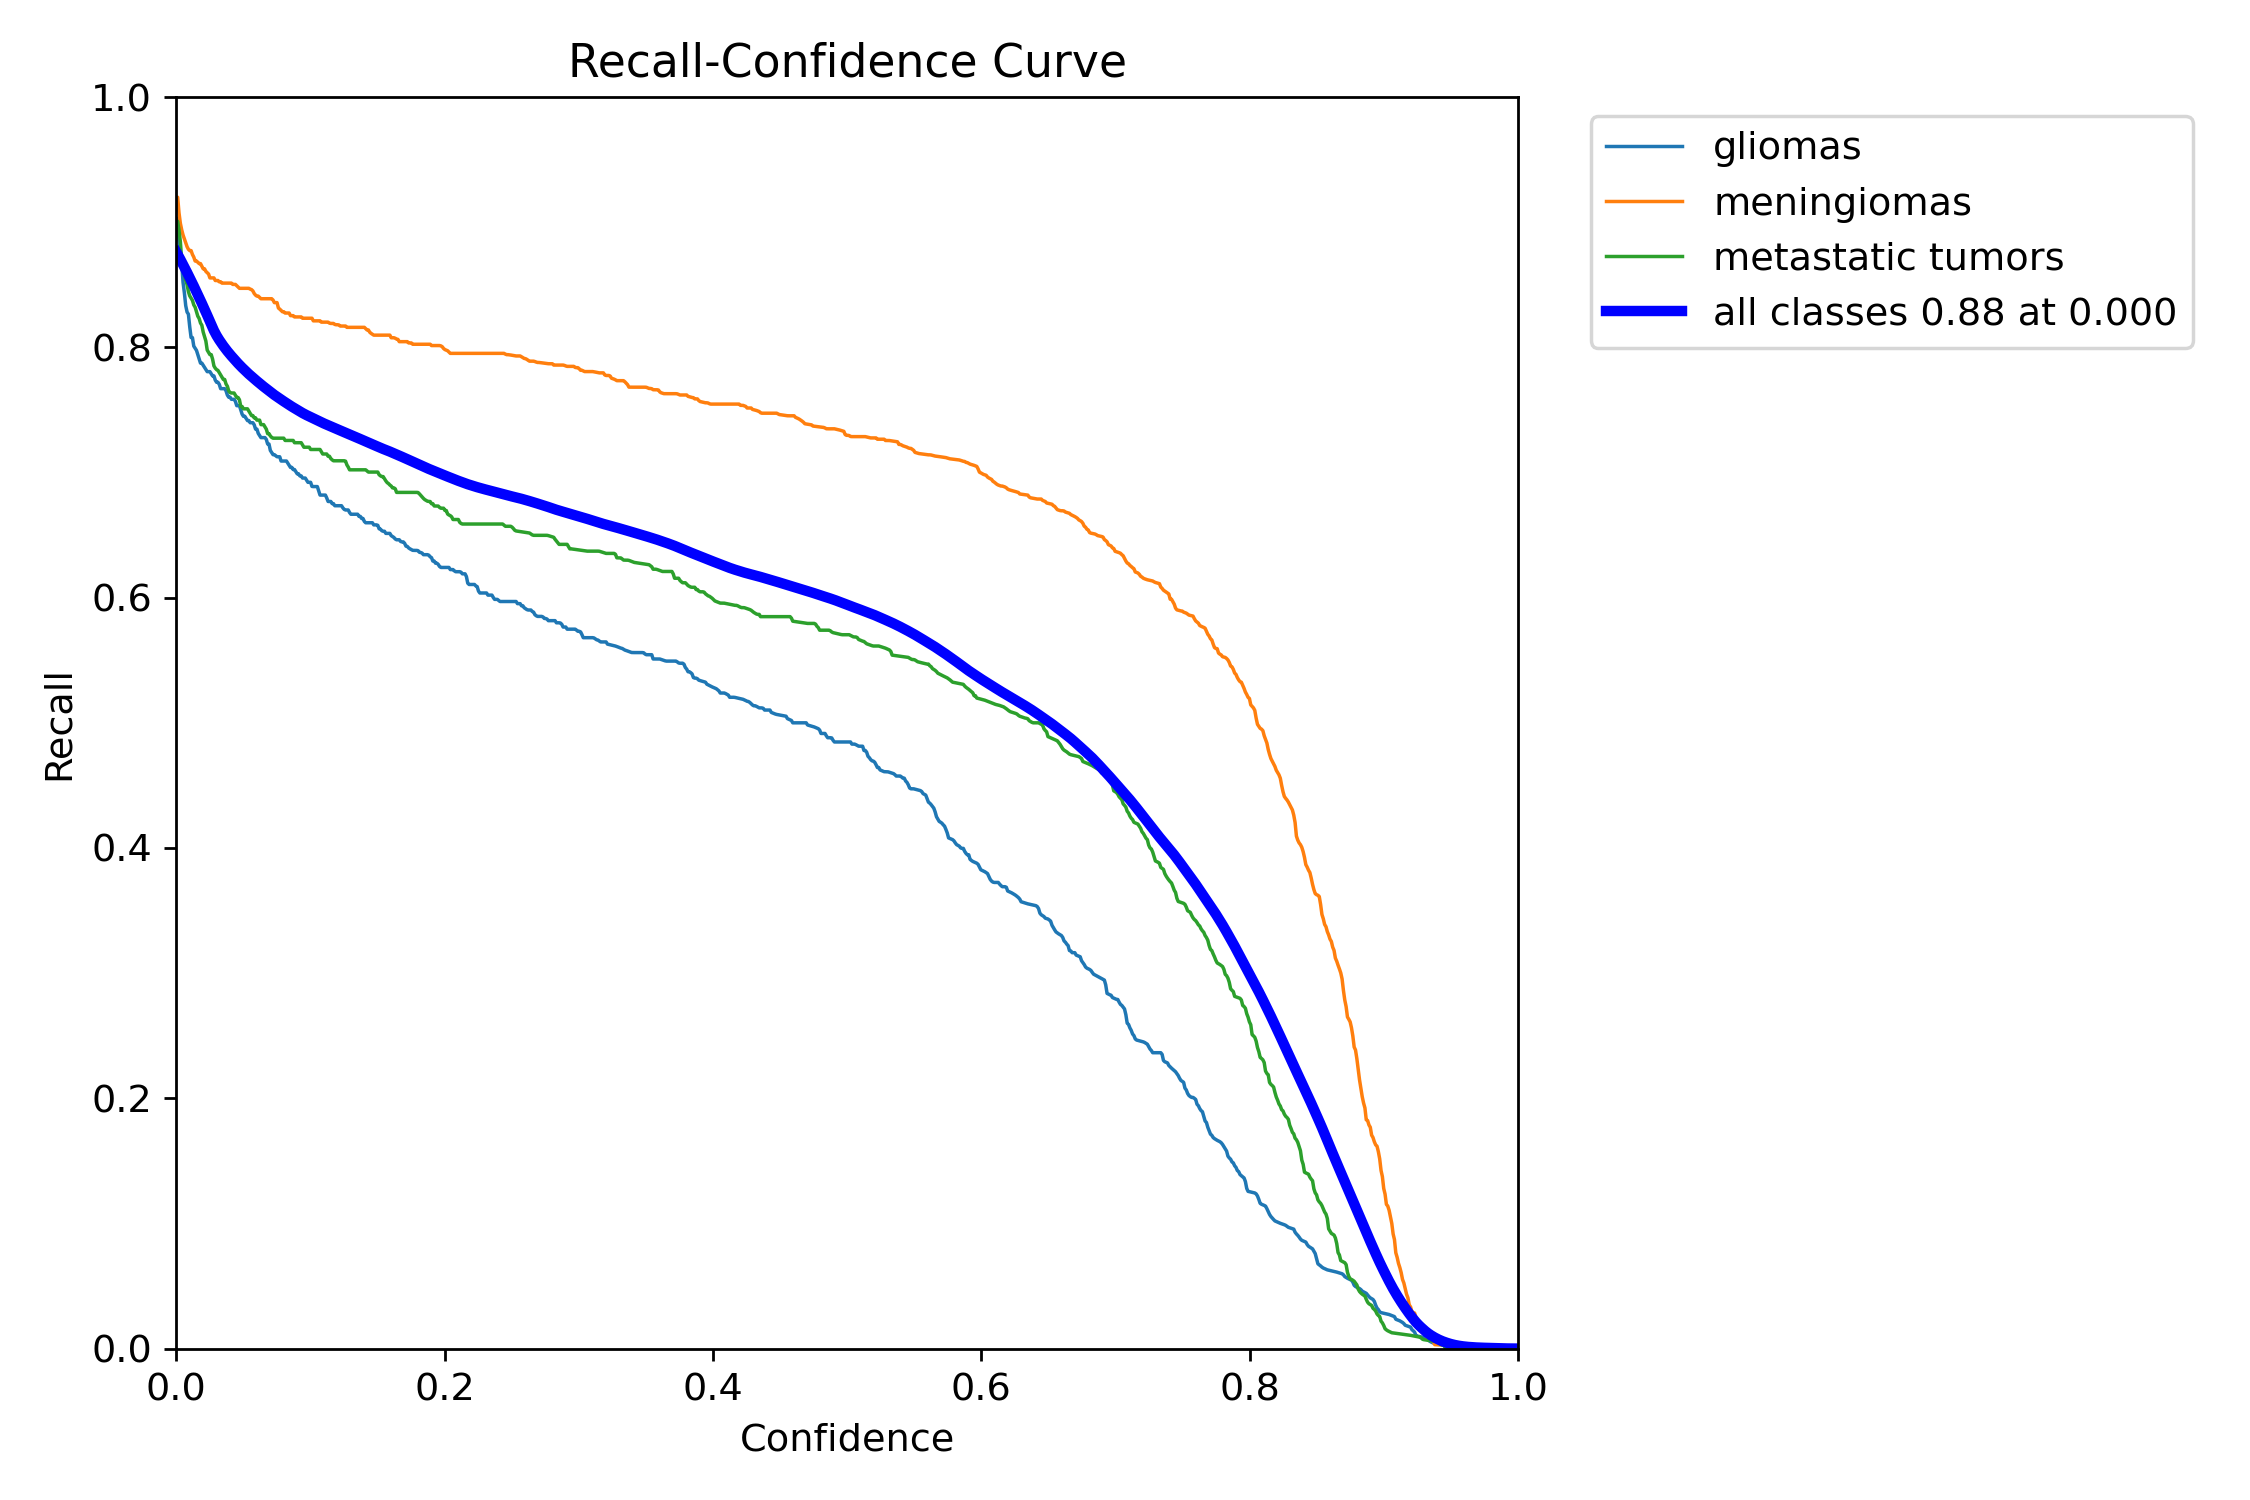 Recall-Confidence Curve
1.0
0.8
0.6
0.4
0.2
0.0
Recall
0.0 0.2 0.4 0.6 0.8 1.0
Confidence
gliomas
meningiomas
metastatic tumors
all classes 0.88 at 0.000